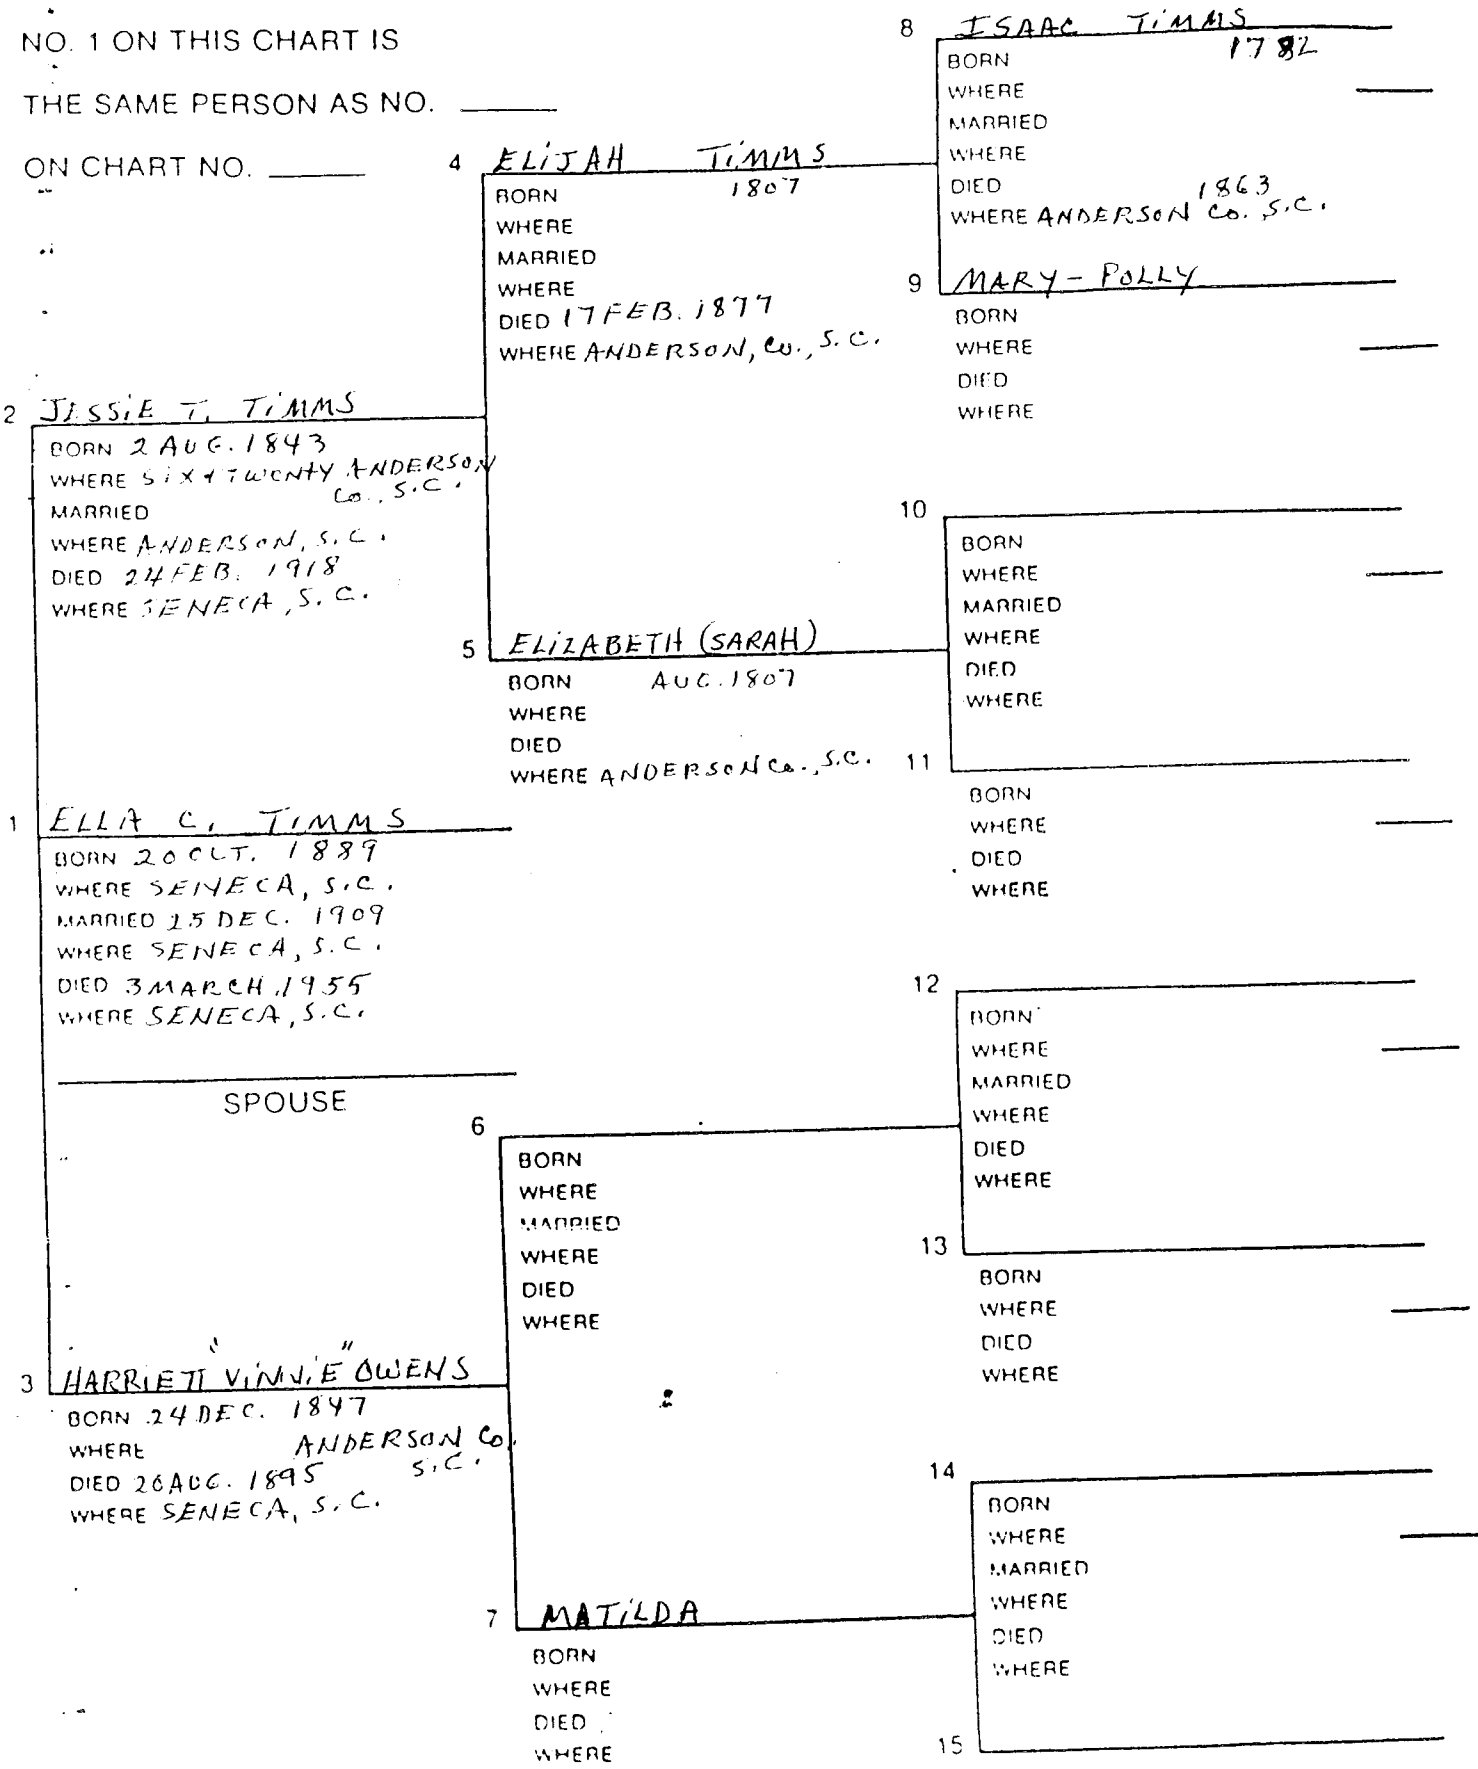 NO. 1 ON THIS CHART IS
THE SAME PERSON AS NO.
ON CHART NO.
8 ISAAC TIMMS
BORN 1782
WHERE
MARRIED
WHERE
DIED 1863
WHERE ANDERSON Co. S.C.
4 ELIJAH TIMMS
BORN 1807
WHERE
MARRIED
WHERE
DIED 17 FEB. 1877
WHERE ANDERSON, Co., S.C.
9 MARY - POLLY
BORN
WHERE
DIED
WHERE
2 JESSIE T. TIMMS
BORN 2 AUG. 1843
WHERE SIX & TWENTY ANDERSON
Co., S.C.
MARRIED
WHERE ANDERSON, S.C.
DIED 24 FEB. 1918
WHERE SENECA, S.C.
10
BORN
WHERE
MARRIED
WHERE
DIED
WHERE
5 ELIZABETH (SARAH)
BORN AUG. 1807
WHERE
DIED
WHERE ANDERSON Co., S.C.
11
BORN
WHERE
DIED
WHERE
1 ELLA C. TIMMS
BORN 1889
WHERE SENECA, S.C.
MARRIED 25 DEC. 1909
WHERE SENECA, S.C.
DIED 3 MARCH 1955
WHERE SENECA, S.C.
SPOUSE
12
BORN
WHERE
MARRIED
WHERE
DIED
WHERE
6
BORN
WHERE
MARRIED
WHERE
DIED
WHERE
13
BORN
WHERE
DIED
WHERE
3 HARRIETT "VINNIE" OWENS
BORN 24 DEC. 1847
WHERE ANDERSON Co.
S.C.
DIED AUG. 1895
WHERE SENECA, S.C.
14
BORN
WHERE
MARRIED
WHERE
DIED
WHERE
7 MATILDA
BORN
WHERE
DIED
WHERE
15